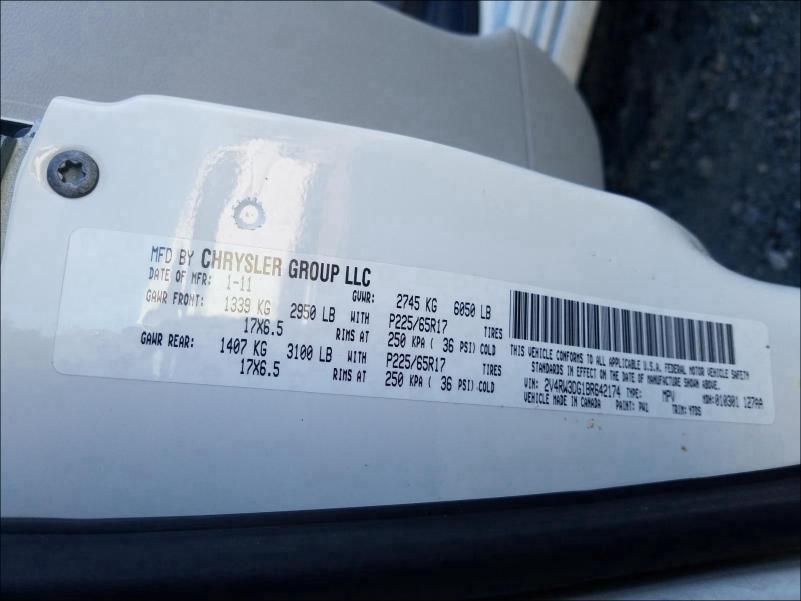 MFD BY CHRYSLER GROUP LLC
DATE OF MFR: 1-11 GVWR: 2745 KG 6050 LB
GAWR FRONT: 1339 KG 2950 LB WITH P225/65R17 TIRES
17X6.5 RIMS AT 250 KPA ( 36 PSI) COLD
GAWR REAR: 1407 KG 3100 LB WITH P225/65R17 TIRES
17X6.5 RIMS AT 250 KPA ( 36 PSI) COLD
THIS VEHICLE CONFORMS TO ALL APPLICABLE U.S.A. FEDERAL MOTOR VEHICLE SAFETY
STANDARDS IN EFFECT ON THE DATE OF MANUFACTURE SHOWN ABOVE.
VIN: 2V4RW3DG1BR642174 TYPE: MPV MDH: 010301 127AA
VEHICLE MADE IN CANADA PAINT: PW1 TRIM: